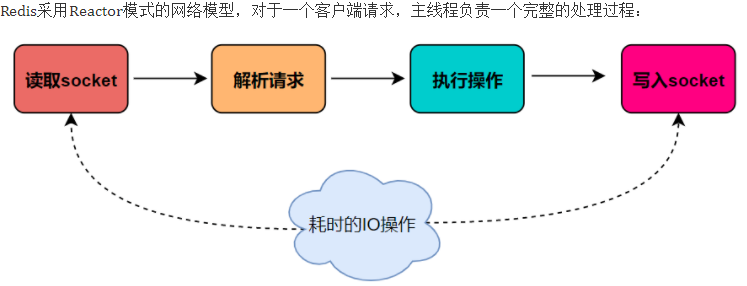 Redis采用Reactor模式的网络模型，对于一个客户端请求，主线程负责一个完整的处理过程：
读取socket
解析请求
执行操作
写入socket
耗时的IO操作